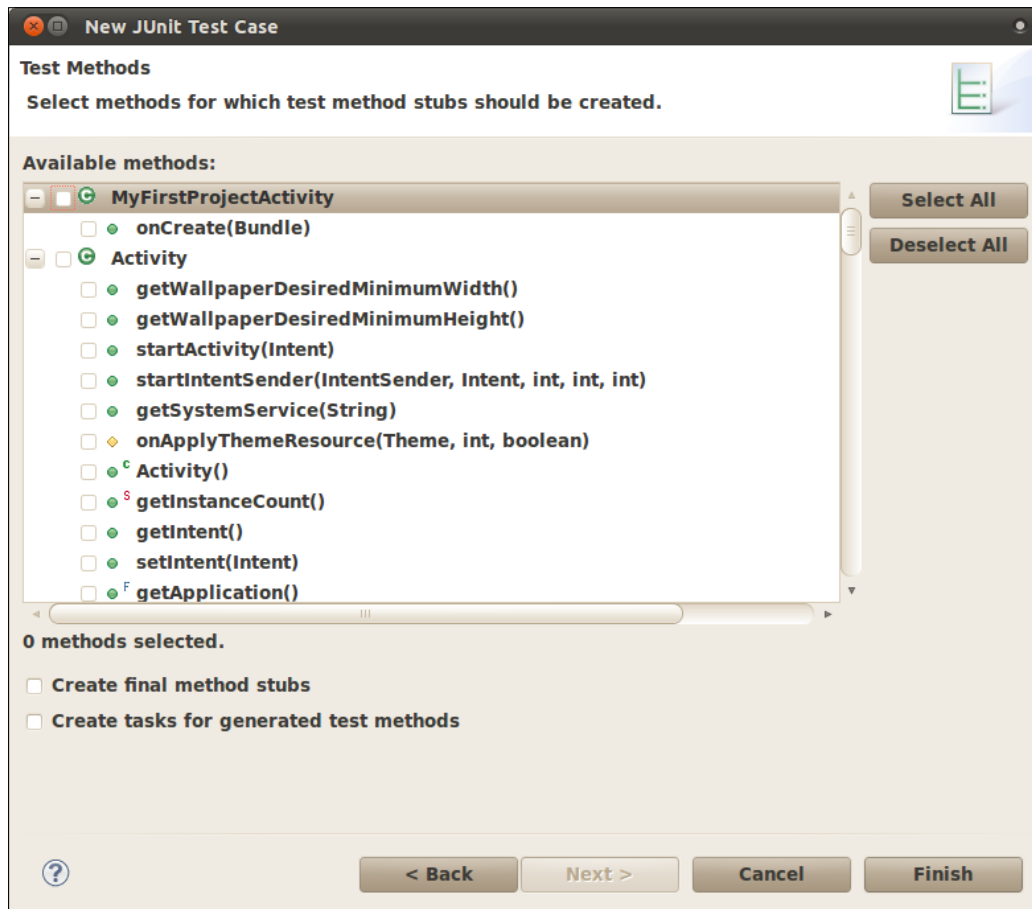 New JUnit Test Case
Test Methods
Select methods for which test method stubs should be created.
Available methods:
C MyFirstProjectActivity
onCreate(Bundle)
C Activity
getWallpaperDesiredMinimumWidth()
getWallpaperDesiredMinimumHeight()
startActivity(Intent)
startIntentSender(IntentSender, Intent, int, int, int)
getSystemService(String)
onApplyThemeResource(Theme, int, boolean)
c Activity()
S getInstanceCount()
getIntent()
setIntent(Intent)
F getApplication()
Select All
Deselect All
0 methods selected.
Create final method stubs
Create tasks for generated test methods
?
< Back
Next >
Cancel
Finish